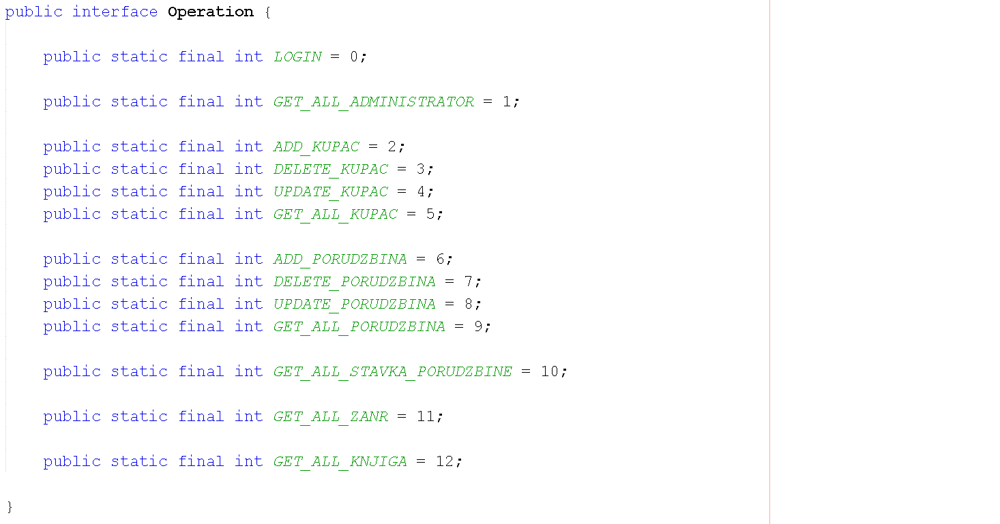 public interface Operation {
public static final int LOGIN = 0;
public static final int GET_ALL_ADMINISTRATOR = 1;
public static final int ADD_KUPAC = 2;
public static final int DELETE_KUPAC = 3;
public static final int UPDATE_KUPAC = 4;
public static final int GET_ALL_KUPAC = 5;
public static final int ADD_PORUDZBINA = 6;
public static final int DELETE_PORUDZBINA = 7;
public static final int UPDATE_PORUDZBINA = 8;
public static final int GET_ALL_PORUDZBINA = 9;
public static final int GET_ALL_STAVKA_PORUDZBINE = 10;
public static final int GET_ALL_ZANR = 11;
public static final int GET_ALL_KNJIGA = 12;
}